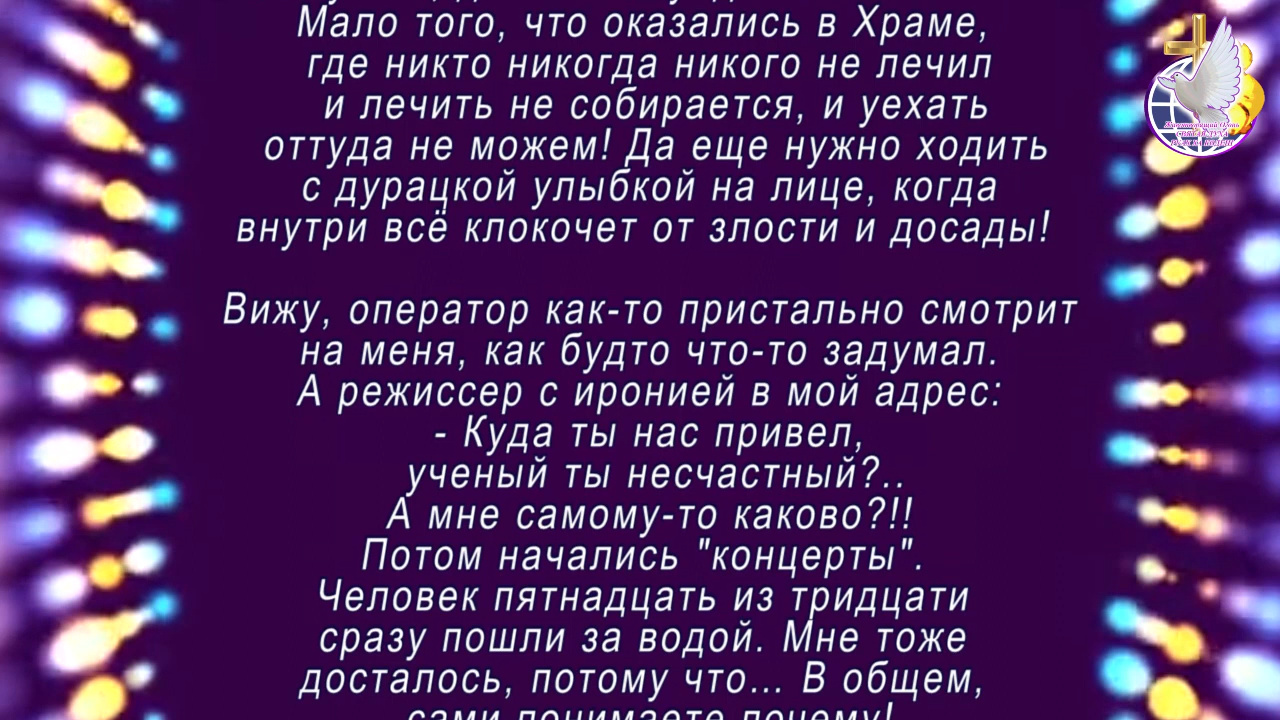 Мало того, что оказались в Храме,
где никто никогда никого не лечил
и лечить не собирается, и уехать
оттуда не можем! Да еще нужно ходить
с дурацкой улыбкой на лице, когда
внутри всё клокочет от злости и досады!
Вижу, оператор как-то пристально смотрит
на меня, как будто что-то задумал.
А режиссер с иронией в мой адрес:
- Куда ты нас привел,
ученый ты несчастный?..
А мне самому-то каково?!!
Потом начались "концерты".
Человек пятнадцать из тридцати
сразу пошли за водой. Мне тоже
досталось, потому что... В общем,
сами понимаете почему!